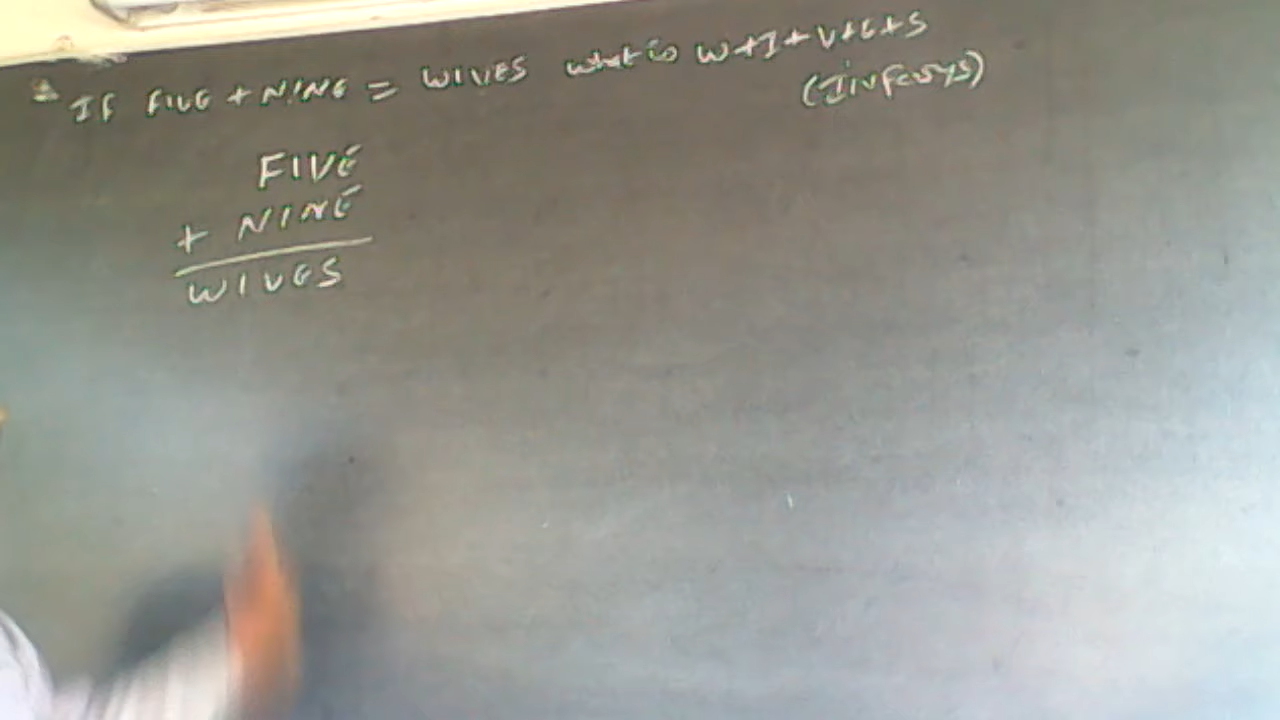 If FIVE + NINE = WIVES what is W+I+V+E+S
(Infosys)
FIVE
+ NINE
WIVES